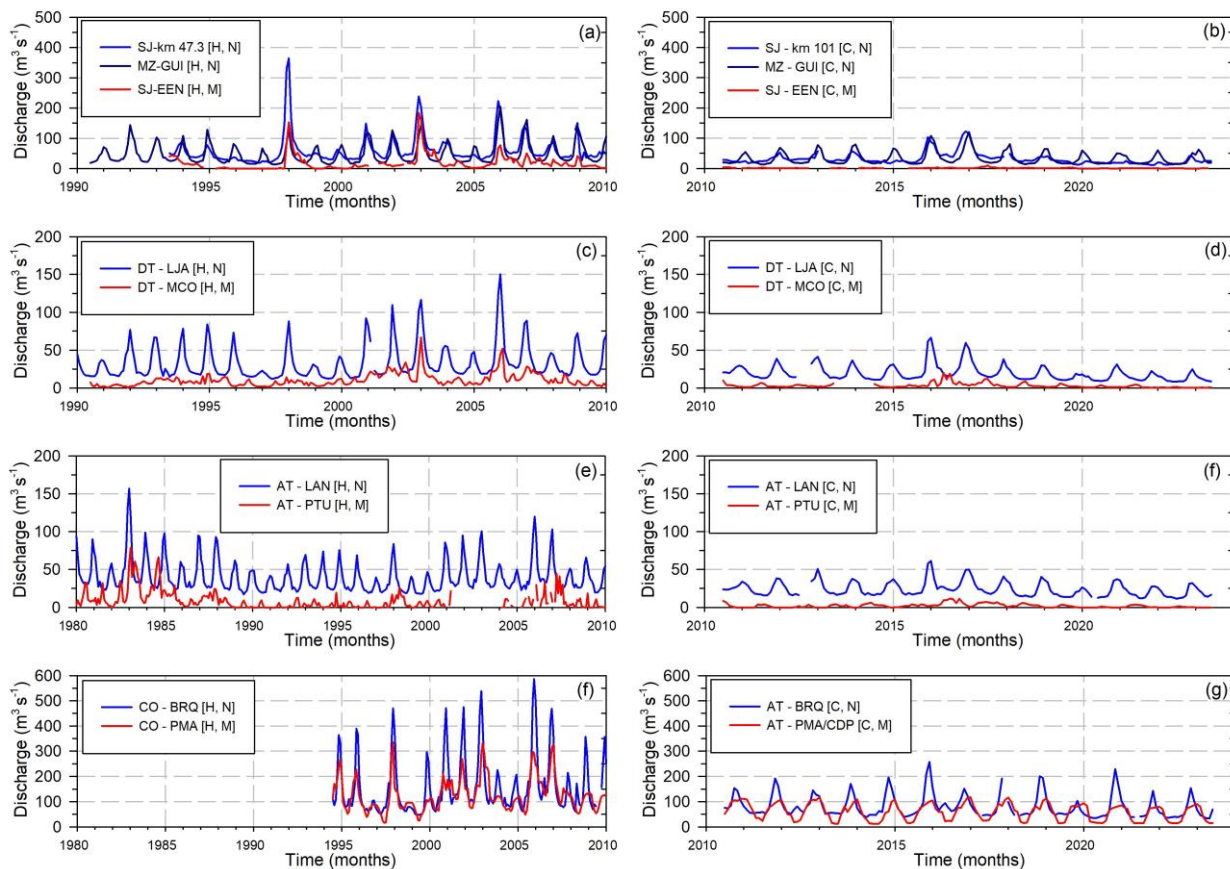 (a)
SJ-km 47.3 [H, N]
MZ-GUI [H, N]
SJ-EEN [H, M]
Discharge (m³ s⁻¹)
500
400
300
200
100
0
1990 1995 2000 2005 2010
Time (months)
(b)
SJ - km 101 [C, N]
MZ - GUI [C, N]
SJ - EEN [C, M]
Discharge (m³ s⁻¹)
500
400
300
200
100
0
2010 2015 2020
Time (months)
(c)
DT - LJA [H, N]
DT - MCO [H, M]
Discharge (m³ s⁻¹)
200
150
100
50
0
1990 1995 2000 2005 2010
Time (months)
(d)
DT - LJA [C, N]
DT - MCO [C, M]
Discharge (m³ s⁻¹)
200
150
100
50
0
2010 2015 2020
Time (months)
(e)
AT - LAN [H, N]
AT - PTU [H, M]
Discharge (m³ s⁻¹)
200
150
100
50
0
1980 1985 1990 1995 2000 2005 2010
Time (months)
(f)
AT - LAN [C, N]
AT - PTU [C, M]
Discharge (m³ s⁻¹)
200
150
100
50
0
2010 2015 2020
Time (months)
(f)
CO - BRQ [H, N]
CO - PMA [H, M]
Discharge (m³ s⁻¹)
600
500
400
300
200
100
0
1980 1985 1990 1995 2000 2005 2010
Time (months)
(g)
AT - BRQ [C, N]
AT - PMA/CDP [C, M]
Discharge (m³ s⁻¹)
600
500
400
300
200
100
0
2010 2015 2020
Time (months)